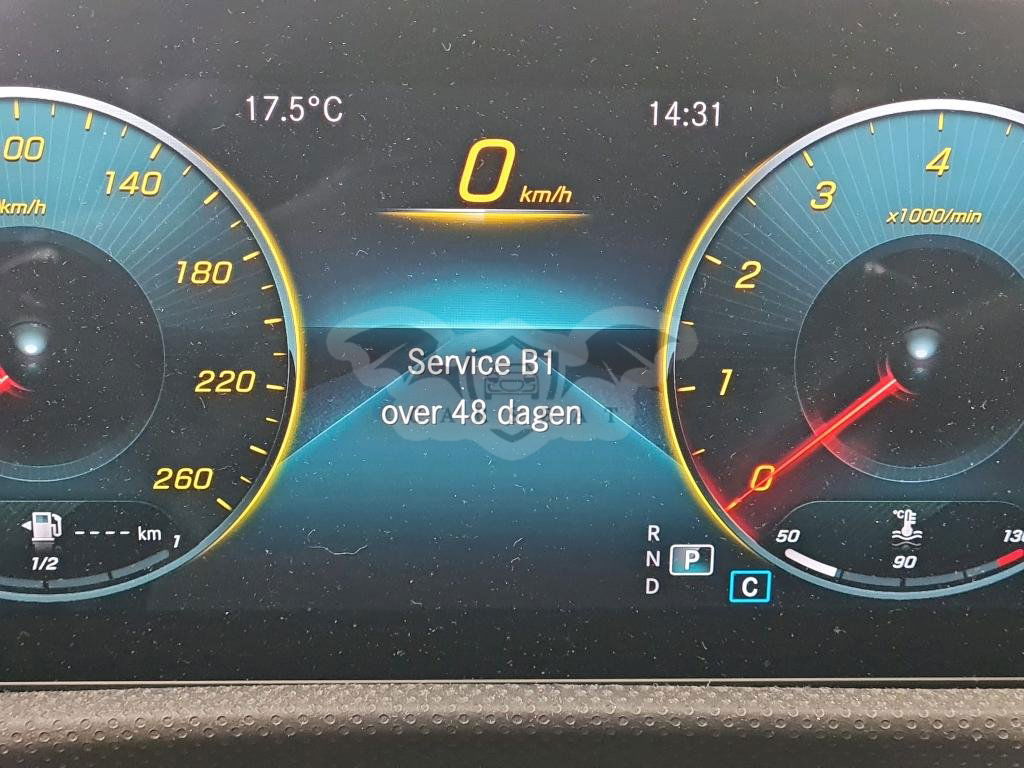 17.5°C
14:31
0 km/h
00
140
km/h
180
220
260
4
3
x1000/min
2
1
0
Service B1
over 48 dagen
---- km
1
1/2
R
N P
D C
50
°C
130
90